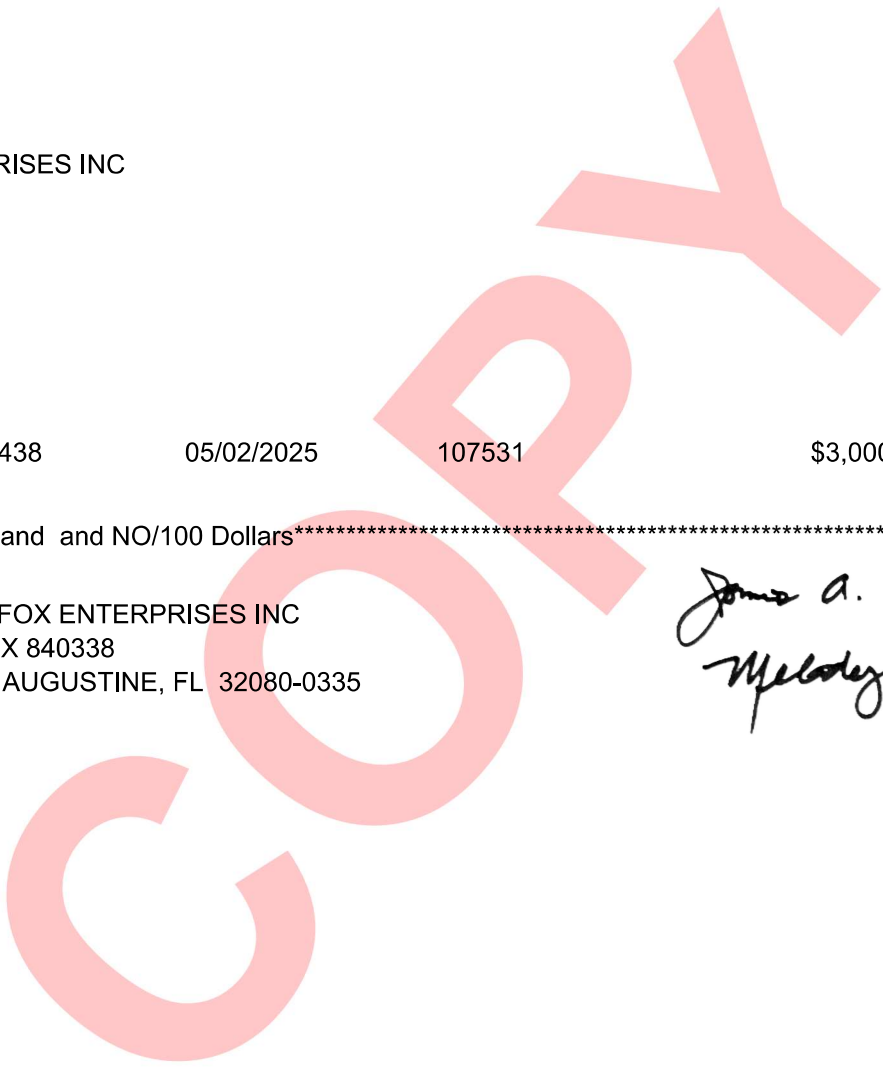 RISES INC
438 05/02/2025 107531 $3,000
and and NO/100 Dollars**********************************************************************
FOX ENTERPRISES INC
X 840338
AUGUSTINE, FL 32080-0335
a.
Melody
COPY